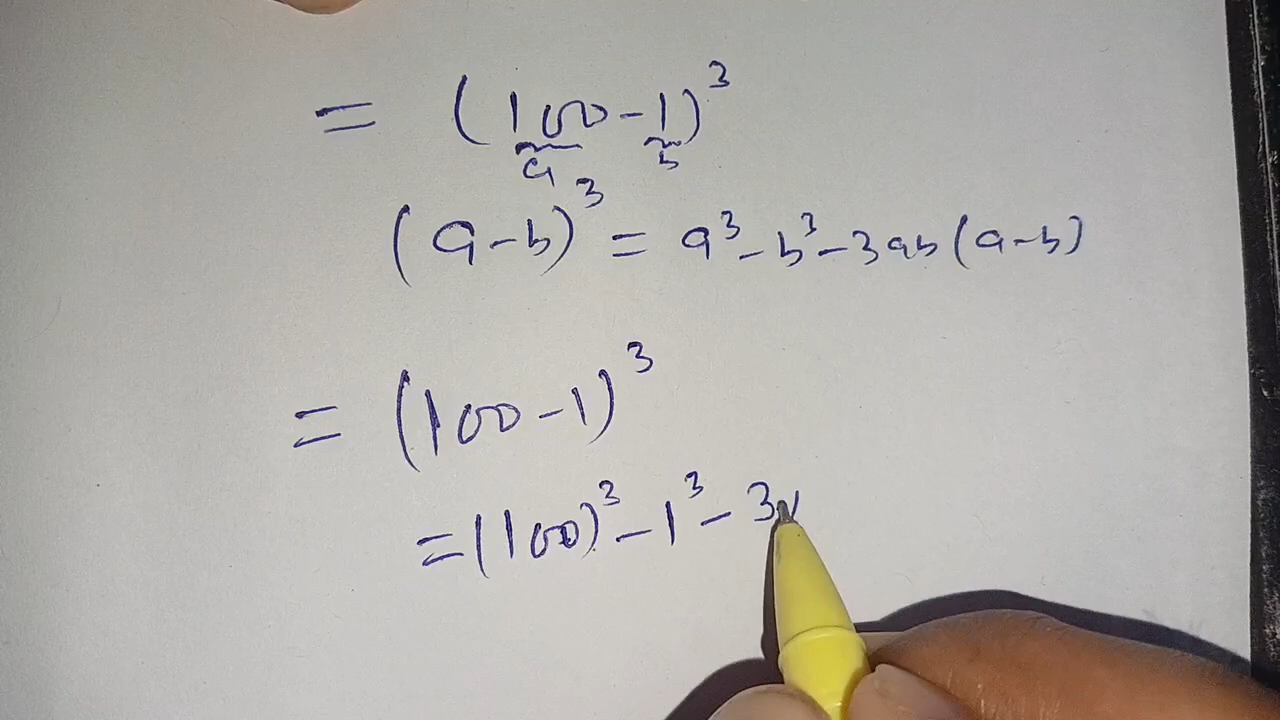 = (100-1)³
a b
(a-b)³ = a³-b³-3ab(a-b)
= (100-1)³
=(100)³-1³-3